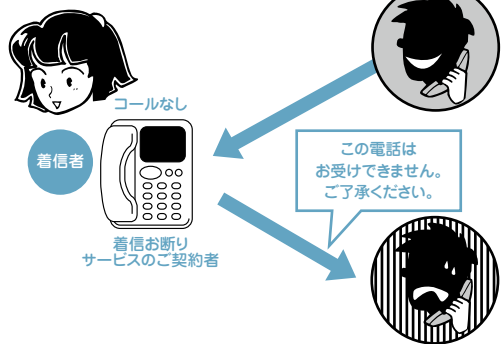 コールなし
着信者
この電話は
お受けできません。
ご了承ください。
着信お断り
サービスのご契約者